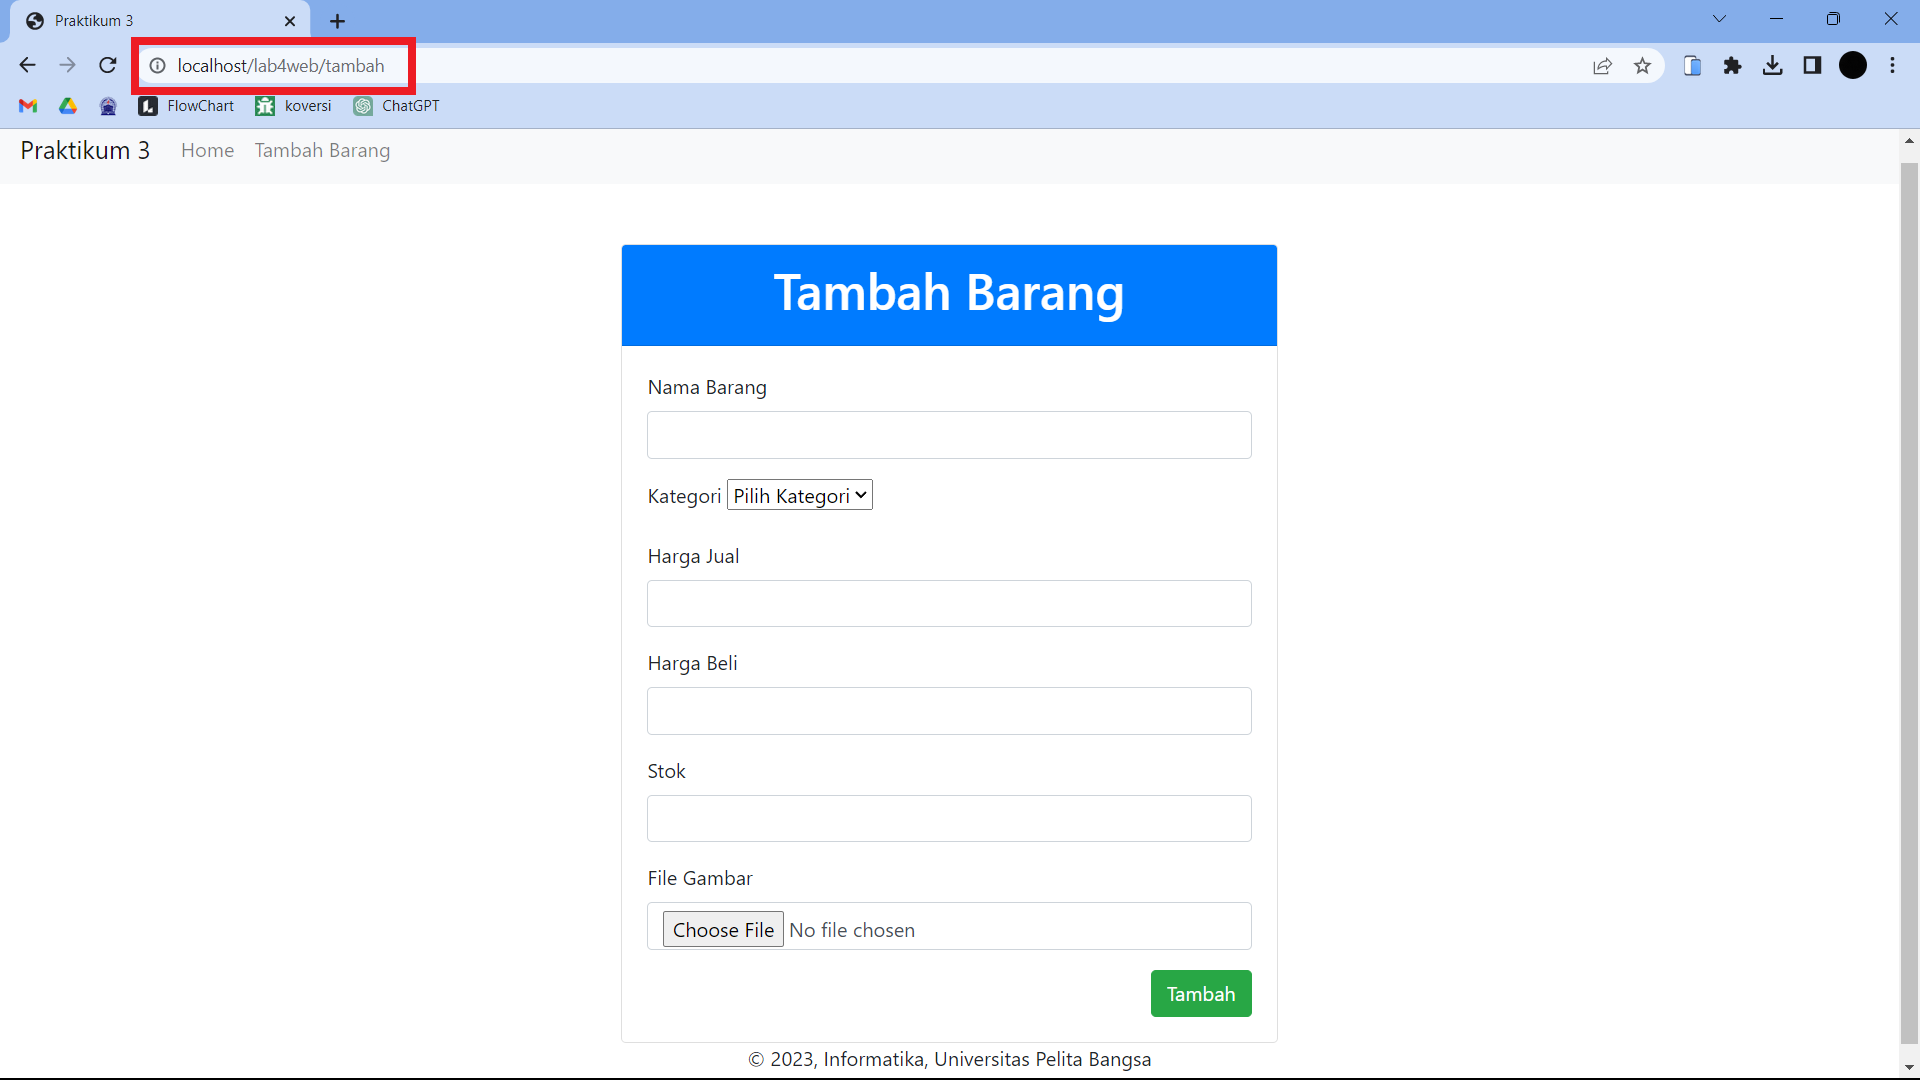 Praktikum 3
localhost/lab4web/tambah
FlowChart koversi ChatGPT
Praktikum 3 Home Tambah Barang
Tambah Barang
Nama Barang
Kategori Pilih Kategori
Harga Jual
Harga Beli
Stok
File Gambar
Choose File No file chosen
Tambah
© 2023, Informatika, Universitas Pelita Bangsa